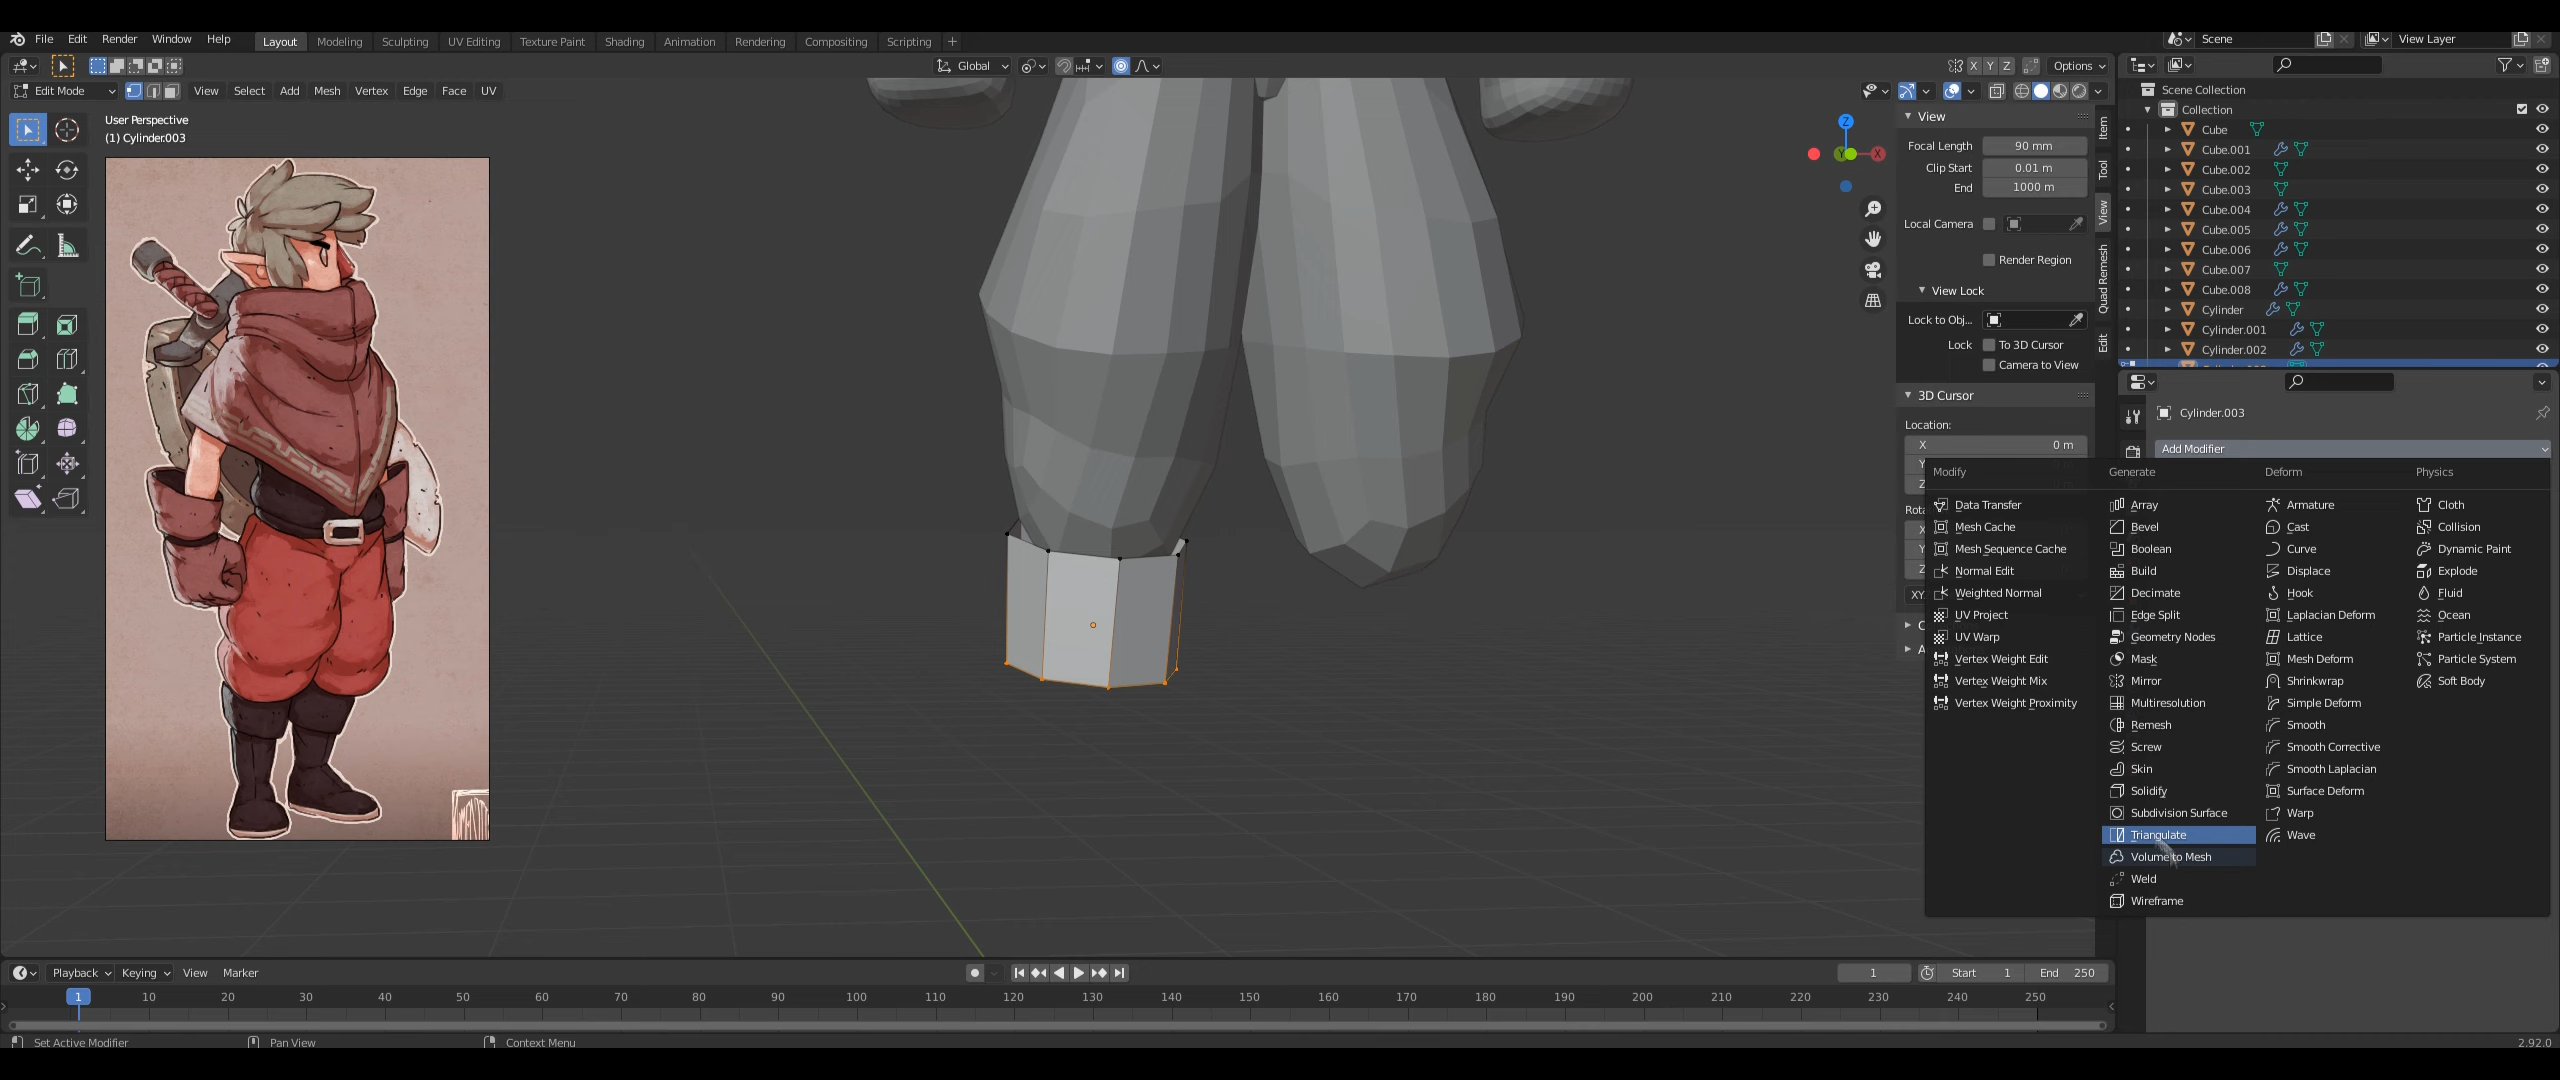 File Edit Render Window Help Layout Modeling Sculpting UV Editing Texture Paint Shading Animation Rendering Compositing Scripting + Scene View Layer
Global X Y Z Options
Edit Mode View Select Add Mesh Vertex Edge Face UV
User Perspective
(1) Cylinder.003
Z
Y
X
View
Focal Length 90 mm
Clip Start 0.01 m
End 1000 m
Local Camera
Render Region
View Lock
Lock to Obj...
Lock To 3D Cursor
Camera to View
3D Cursor
Location:
X 0 m
Item
Tool
View
Quad Remesh
Edit
Scene Collection
Collection
Cube
Cube.001
Cube.002
Cube.003
Cube.004
Cube.005
Cube.006
Cube.007
Cube.008
Cylinder
Cylinder.001
Cylinder.002
Cylinder.003
Add Modifier
Modify
Data Transfer
Mesh Cache
Mesh Sequence Cache
Normal Edit
Weighted Normal
UV Project
UV Warp
Vertex Weight Edit
Vertex Weight Mix
Vertex Weight Proximity
Generate
Array
Bevel
Boolean
Build
Decimate
Edge Split
Geometry Nodes
Mask
Mirror
Multiresolution
Remesh
Screw
Skin
Solidify
Subdivision Surface
Triangulate
Volume to Mesh
Weld
Wireframe
Deform
Armature
Cast
Curve
Displace
Hook
Laplacian Deform
Lattice
Mesh Deform
Shrinkwrap
Simple Deform
Smooth
Smooth Corrective
Smooth Laplacian
Surface Deform
Warp
Wave
Physics
Cloth
Collision
Dynamic Paint
Explode
Fluid
Ocean
Particle Instance
Particle System
Soft Body
Playback Keying View Marker 1 Start 1 End 250
1 10 20 30 40 50 60 70 80 90 100 110 120 130 140 150 160 170 180 190 200 210 220 230 240 250
Set Active Modifier Pan View Context Menu 2.92.0